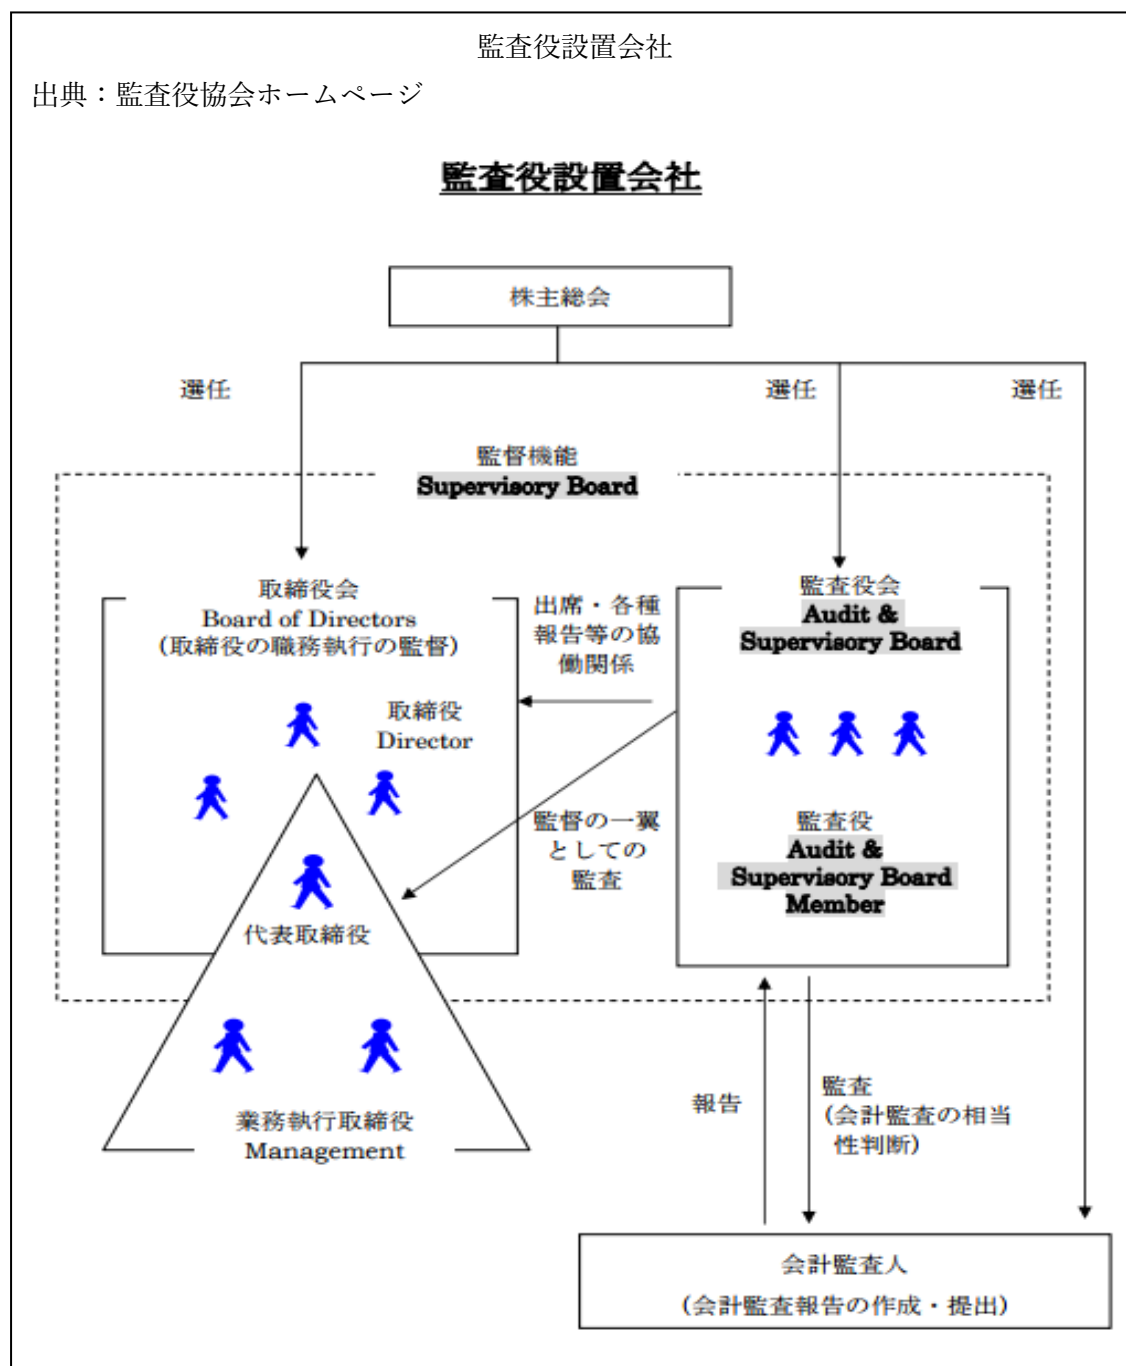 監査役設置会社
出典：監査役協会ホームページ
監査役設置会社
株主総会
選任
選任
選任
監督機能
Supervisory Board
取締役会
Board of Directors
(取締役の職務執行の監督)
取締役
Director
出席・各種
報告等の協
働関係
監査役会
Audit &
Supervisory Board
監督の一翼
としての
監査
監査役
Audit &
Supervisory Board
Member
代表取締役
業務執行取締役
Management
報告
監査
(会計監査の相当
性判断)
会計監査人
(会計監査報告の作成・提出)